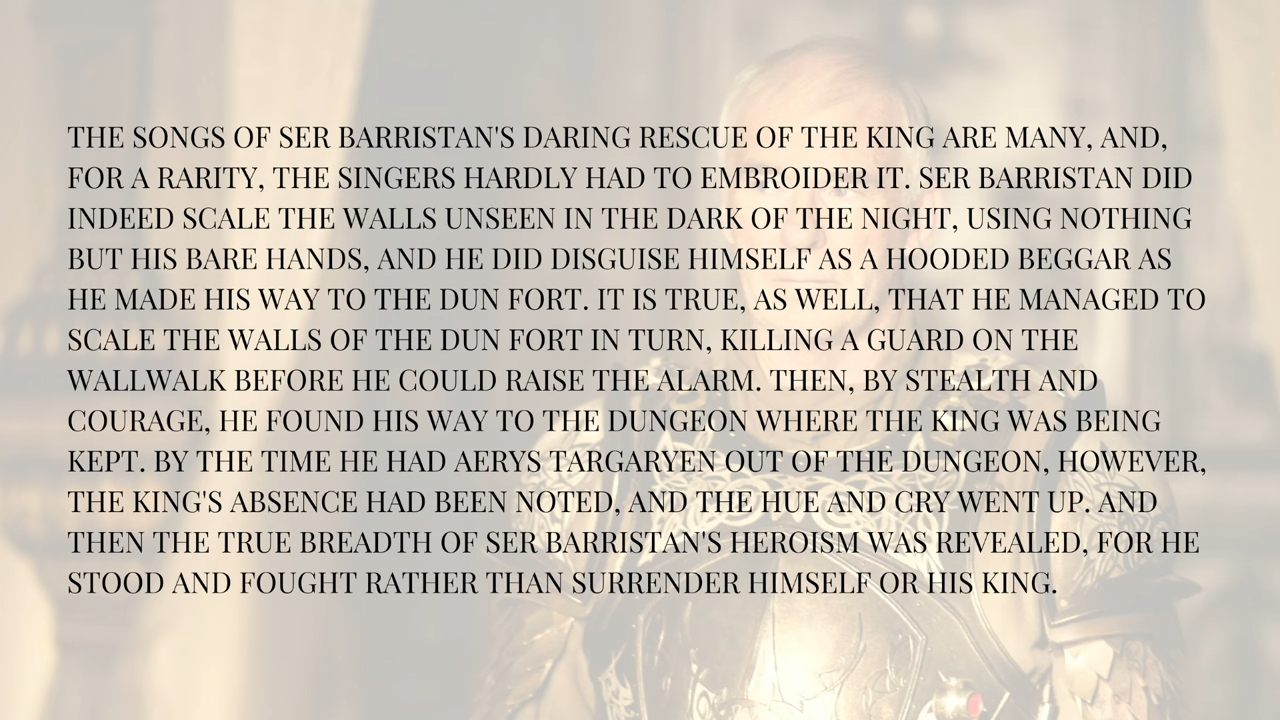 THE SONGS OF SER BARRISTAN'S DARING RESCUE OF THE KING ARE MANY, AND,
FOR A RARITY, THE SINGERS HARDLY HAD TO EMBROIDER IT. SER BARRISTAN DID
INDEED SCALE THE WALLS UNSEEN IN THE DARK OF THE NIGHT, USING NOTHING
BUT HIS BARE HANDS, AND HE DID DISGUISE HIMSELF AS A HOODED BEGGAR AS
HE MADE HIS WAY TO THE DUN FORT. IT IS TRUE, AS WELL, THAT HE MANAGED TO
SCALE THE WALLS OF THE DUN FORT IN TURN, KILLING A GUARD ON THE
WALLWALK BEFORE HE COULD RAISE THE ALARM. THEN, BY STEALTH AND
COURAGE, HE FOUND HIS WAY TO THE DUNGEON WHERE THE KING WAS BEING
KEPT. BY THE TIME HE HAD AERYS TARGARYEN OUT OF THE DUNGEON, HOWEVER,
THE KING'S ABSENCE HAD BEEN NOTED, AND THE HUE AND CRY WENT UP. AND
THEN THE TRUE BREADTH OF SER BARRISTAN'S HEROISM WAS REVEALED, FOR HE
STOOD AND FOUGHT RATHER THAN SURRENDER HIMSELF OR HIS KING.